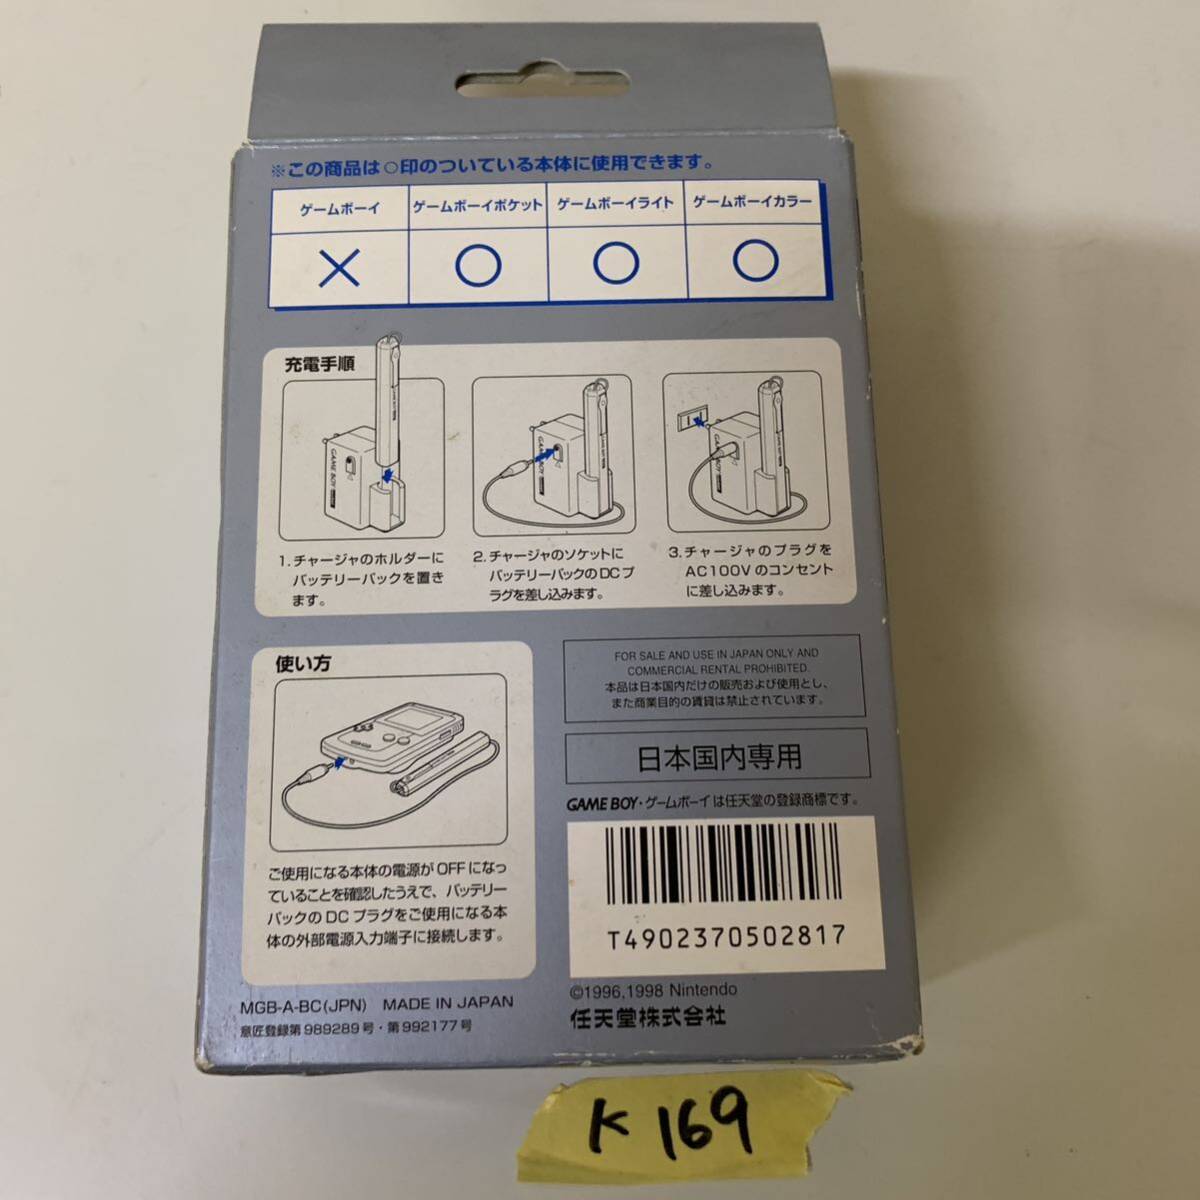 ※この商品は○印のついている本体に使用できます。
ゲームボーイ ゲームボーイポケット ゲームボーイライト ゲームボーイカラー
× ○ ○ ○
充電手順
GAME BOY
GAME BOY
GAME BOY
1.チャージャのホルダーに
バッテリーパックを置き
ます。
2.チャージャのソケットに
バッテリーパックのDCプ
ラグを差し込みます。
3.チャージャのプラグを
AC100Vのコンセント
に差し込みます。
使い方
ご使用になる本体の電源がOFFになっ
ていることを確認したうえで、バッテリー
パックのDCプラグをご使用になる本
体の外部電源入力端子に接続します。
MGB-A-BC(JPN) MADE IN JAPAN
意匠登録第989289号・第992177号
FOR SALE AND USE IN JAPAN ONLY AND
COMMERCIAL RENTAL PROHIBITED.
本品は日本国内だけの販売および使用とし、
また商業目的の賃貸は禁止されています。
日本国内専用
GAME BOY・ゲームボーイは任天堂の登録商標です。
T4902370502817
©1996,1998 Nintendo
任天堂株式会社
K 169